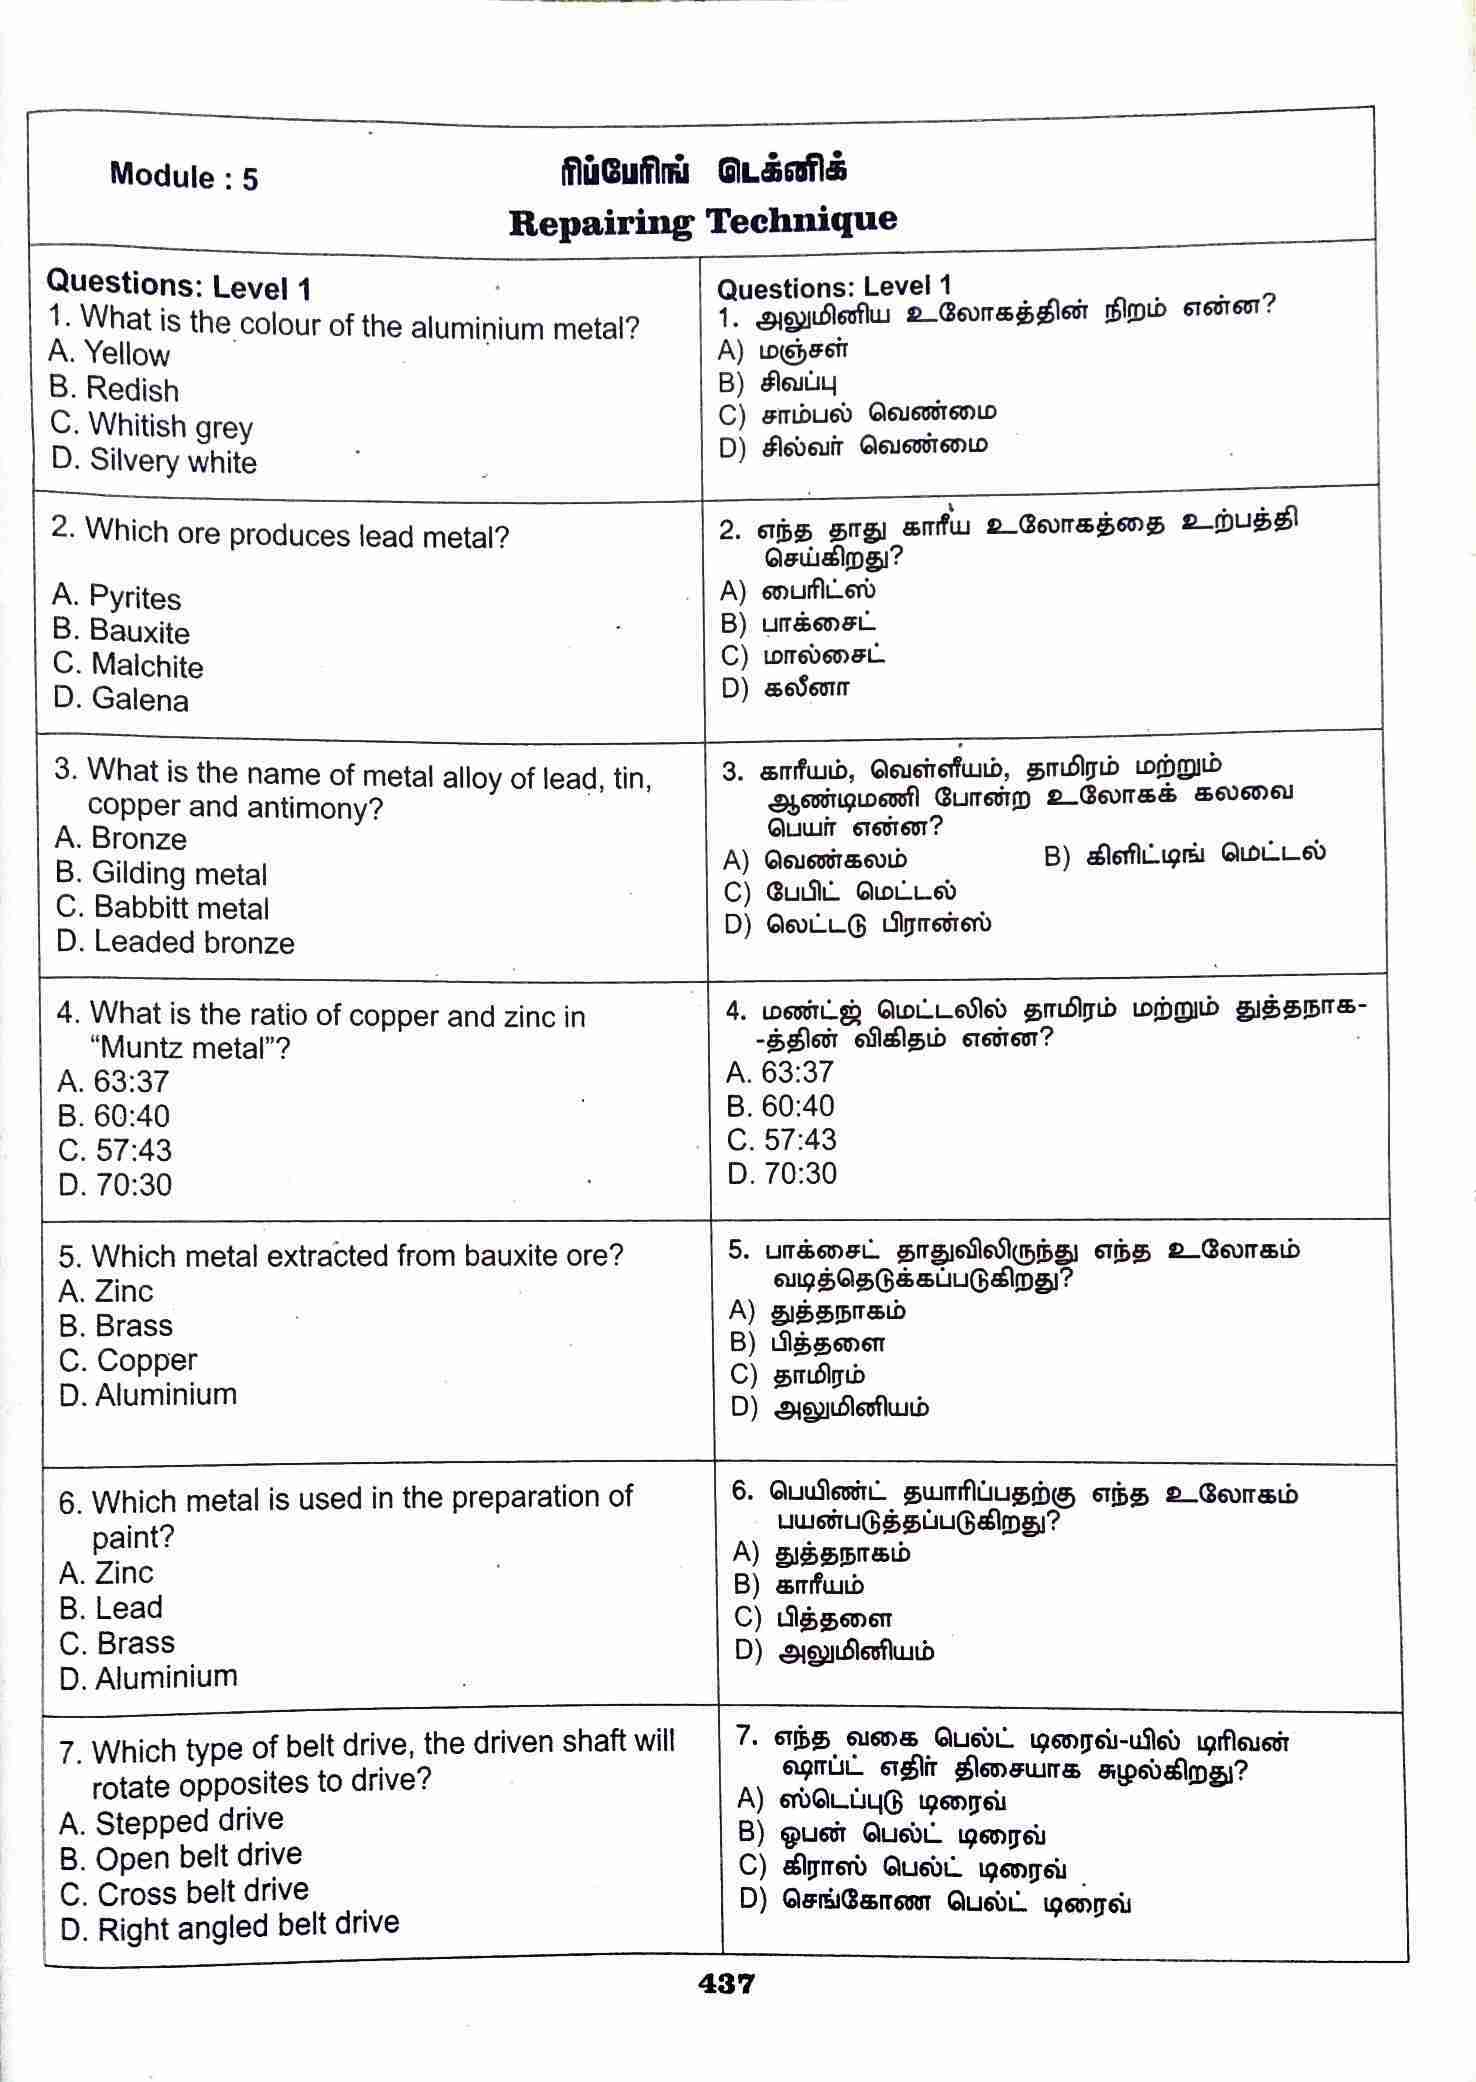 Module : 5
ரிப்பேரிங் டெக்னிக்
Repairing Technique
Questions: Level 1
1. What is the colour of the aluminium metal?
A. Yellow
B. Redish
C. Whitish grey
D. Silvery white
Questions: Level 1
1. அலுமினிய உலோகத்தின் நிறம் என்ன?
A) மஞ்சள்
B) சிவப்பு
C) சாம்பல் வெண்மை
D) சில்வர் வெண்மை
2. Which ore produces lead metal?
A. Pyrites
B. Bauxite
C. Malchite
D. Galena
2. எந்த தாது காரீய உலோகத்தை உற்பத்தி
செய்கிறது?
A) பைரிட்ஸ்
B) பாக்சைட்
C) மால்சைட்
D) கலீனா
3. What is the name of metal alloy of lead, tin,
copper and antimony?
A. Bronze
B. Gilding metal
C. Babbitt metal
D. Leaded bronze
3. காரீயம், வெள்ளீயம், தாமிரம் மற்றும்
ஆண்டிமணி போன்ற உலோகக் கலவை
பெயர் என்ன?
A) வெண்கலம் B) கிளிட்டிங் மெட்டல்
C) பேபிட் மெட்டல்
D) லெட்டடு பிரான்ஸ்
4. What is the ratio of copper and zinc in
“Muntz metal”?
A. 63:37
B. 60:40
C. 57:43
D. 70:30
4. மண்ட்ஜ் மெட்டலில் தாமிரம் மற்றும் துத்தநாக-
-த்தின் விகிதம் என்ன?
A. 63:37
B. 60:40
C. 57:43
D. 70:30
5. Which metal extracted from bauxite ore?
A. Zinc
B. Brass
C. Copper
D. Aluminium
5. பாக்சைட் தாதுவிலிருந்து எந்த உலோகம்
வடித்தெடுக்கப்படுகிறது?
A) துத்தநாகம்
B) பித்தளை
C) தாமிரம்
D) அலுமினியம்
6. Which metal is used in the preparation of
paint?
A. Zinc
B. Lead
C. Brass
D. Aluminium
6. பெயிண்ட் தயாரிப்பதற்கு எந்த உலோகம்
பயன்படுத்தப்படுகிறது?
A) துத்தநாகம்
B) காரீயம்
C) பித்தளை
D) அலுமினியம்
7. Which type of belt drive, the driven shaft will
rotate opposites to drive?
A. Stepped drive
B. Open belt drive
C. Cross belt drive
D. Right angled belt drive
7. எந்த வகை பெல்ட் டிரைவ்-யில் டிரிவன்
ஷாப்ட் எதிர் திசையாக சுழல்கிறது?
A) ஸ்டெப்புடு டிரைவ்
B) ஓபன் பெல்ட் டிரைவ்
C) கிராஸ் பெல்ட் டிரைவ்
D) செங்கோண பெல்ட் டிரைவ்
437